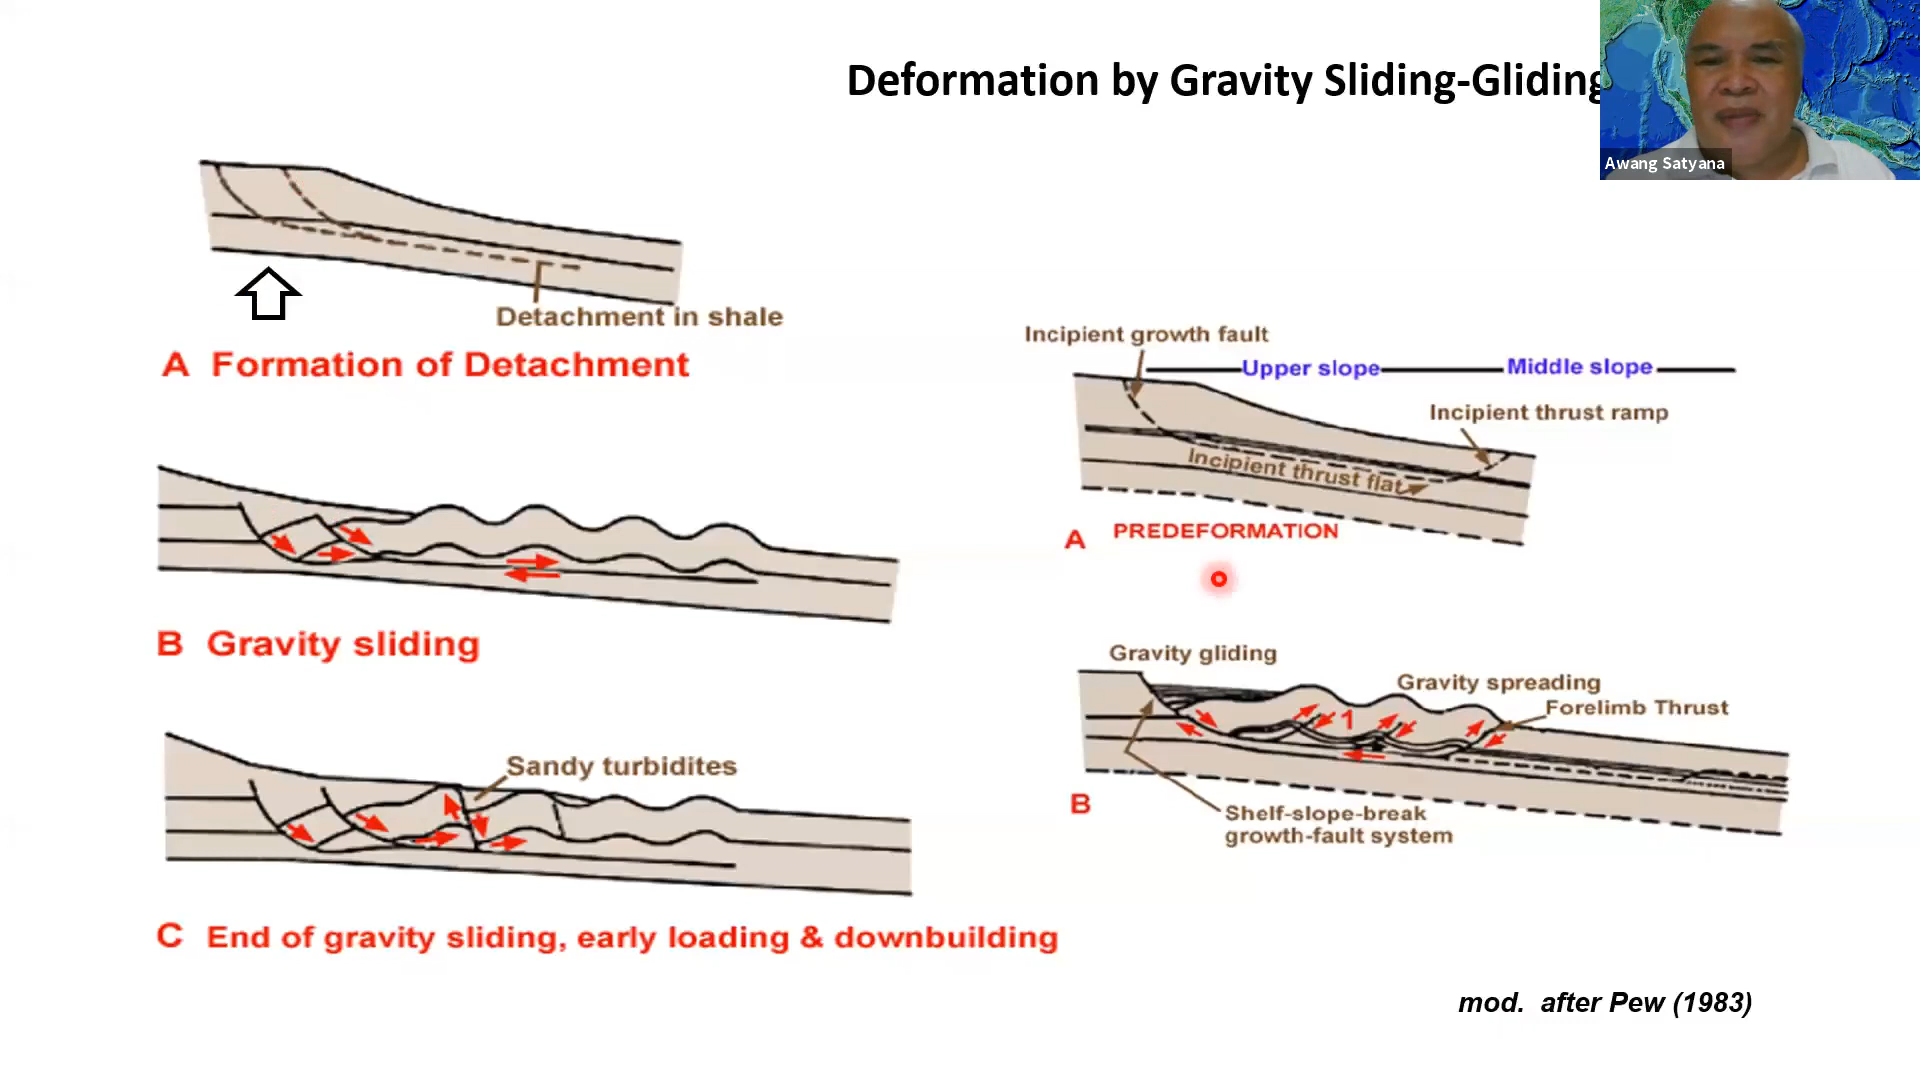 Deformation by Gravity Sliding-Gliding
Awang Satyana
Detachment in shale
A Formation of Detachment
B Gravity sliding
Sandy turbidites
C End of gravity sliding, early loading & downbuilding
Incipient growth fault
Upper slope
Middle slope
Incipient thrust ramp
Incipient thrust flat
A PREDEFORMATION
Gravity gliding
Gravity spreading
Forelimb Thrust
1
B
Shelf-slope-break
growth-fault system
mod. after Pew (1983)